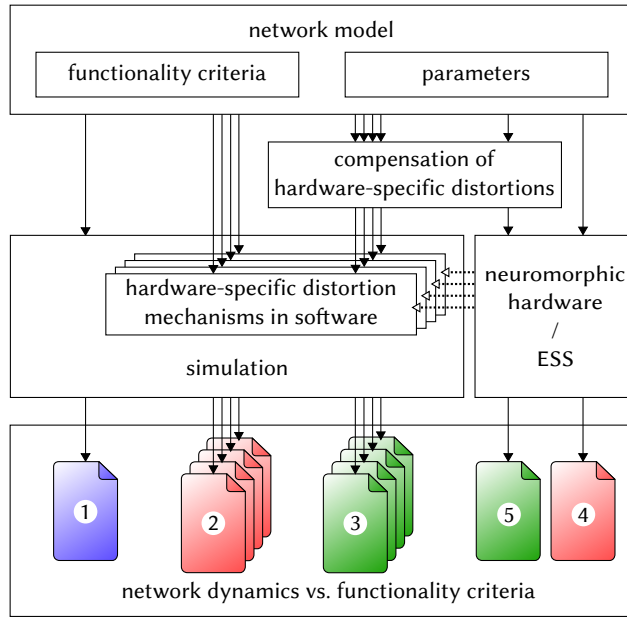 network model
functionality criteria
parameters
compensation of
hardware-specific distortions
hardware-specific distortion
mechanisms in software
simulation
neuromorphic
hardware
/
ESS
1
2
3
5
4
network dynamics vs. functionality criteria